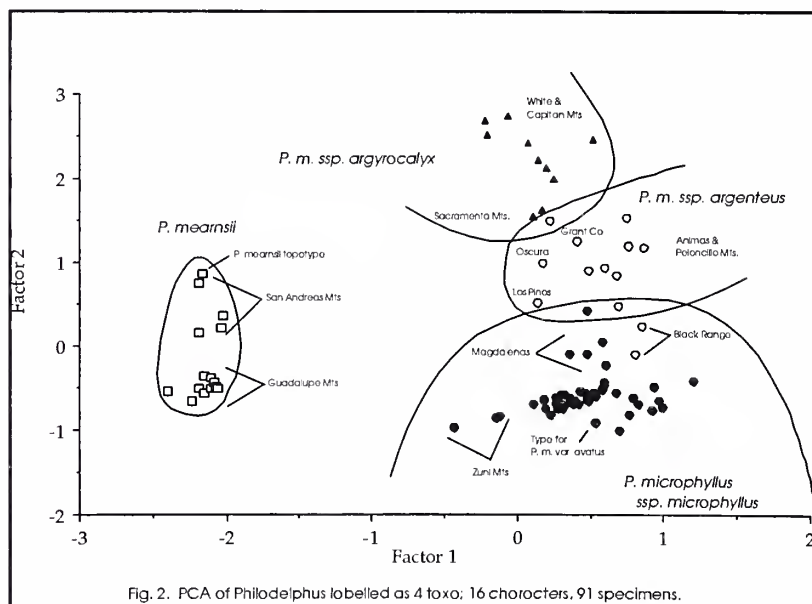 3
2
1
0
-1
-2
Factor 2
White &
Capitan Mts
P. m. ssp. argyrocalyx
Sacramento Mts.
P. m. ssp. argenteus
Grant Co
Oscura
Animas &
Peloncillo Mts.
Los Pinos
P. mearnsii
P. mearnsii topotype
San Andreas Mts
Guadalupe Mts
Magdalenas
Black Range
Zuni Mts
Type for
P. m. var. ovatus
P. microphyllus
ssp. microphyllus
-3
-2
-1
0
1
2
Factor 1
Fig. 2. PCA of Philodelphus labelled as 4 toxo; 16 chorocters, 91 specimens.